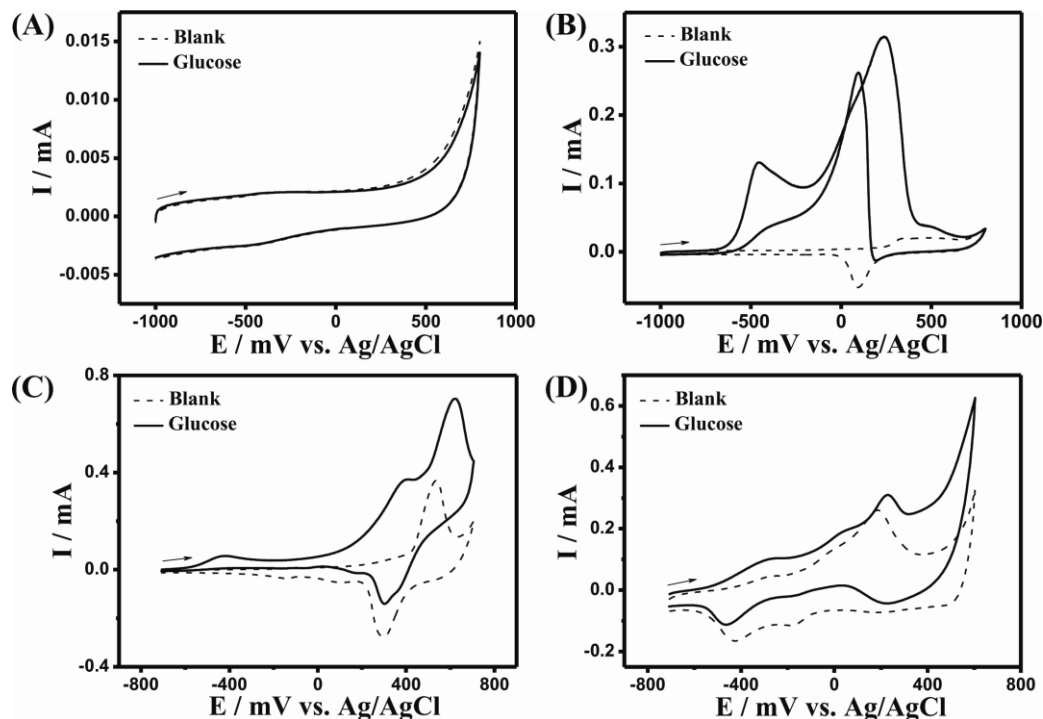 (A)
Blank
Glucose
0.015
0.010
0.005
0.000
-0.005
I / mA
-1000 -500 0 500 1000
E / mV vs. Ag/AgCl
(B)
Blank
Glucose
0.3
0.2
0.1
0.0
I / mA
-1000 -500 0 500 1000
E / mV vs. Ag/AgCl
(C)
Blank
Glucose
0.8
0.4
0.0
-0.4
I / mA
-800 -400 0 400 800
E / mV vs. Ag/AgCl
(D)
Blank
Glucose
0.6
0.4
0.2
0.0
-0.2
I / mA
-800 -400 0 400 800
E / mV vs. Ag/AgCl